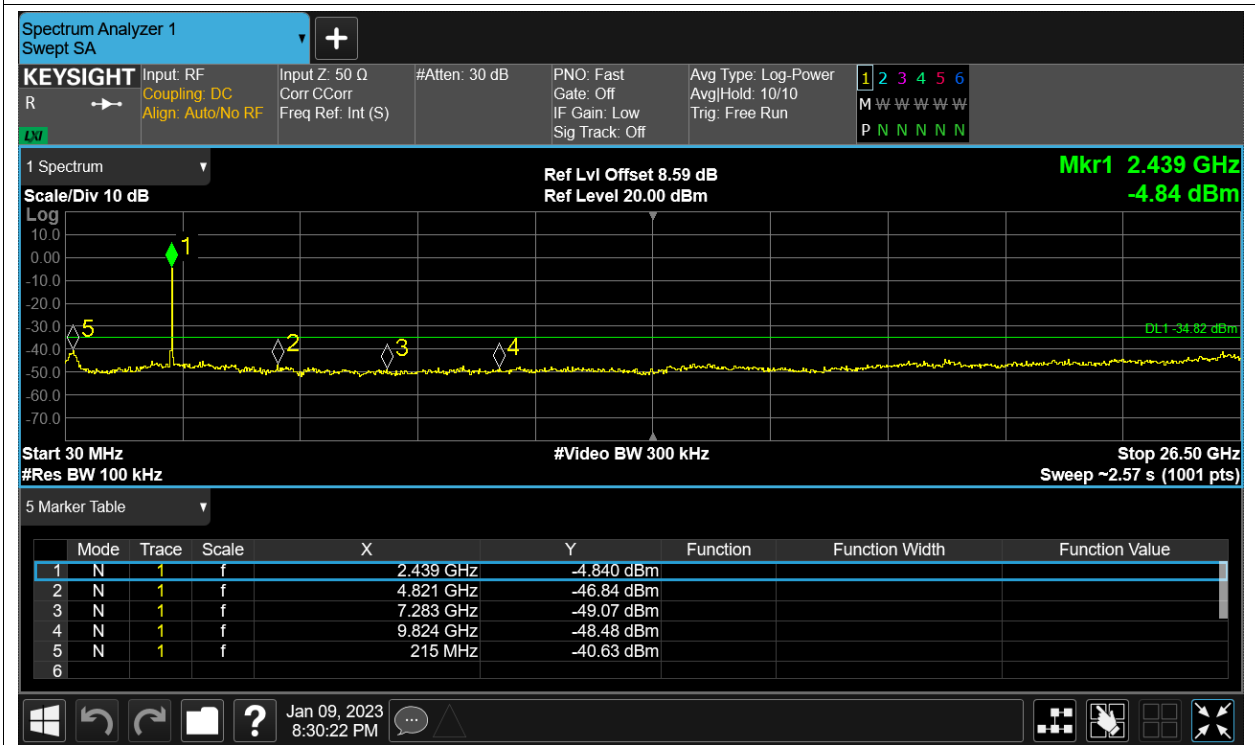 Spectrum Analyzer 1
Swept SA
KEYSIGHT
R
LXI
Input: RF
Coupling: DC
Align: Auto/No RF
Input Z: 50 Ω
Corr CCorr
Freq Ref: Int (S)
#Atten: 30 dB
PNO: Fast
Gate: Off
IF Gain: Low
Sig Track: Off
Avg Type: Log-Power
Avg|Hold: 10/10
Trig: Free Run
1 2 3 4 5 6
M W W W W W
P N N N N N
1 Spectrum
Scale/Div 10 dB
Ref Lvl Offset 8.59 dB
Ref Level 20.00 dBm
Mkr1 2.439 GHz
-4.84 dBm
Log
10.0
0.00
-10.0
-20.0
-30.0
-40.0
-50.0
-60.0
-70.0
1
5
2
3
4
DL1 -34.82 dBm
Start 30 MHz
#Res BW 100 kHz
#Video BW 300 kHz
Stop 26.50 GHz
Sweep ~2.57 s (1001 pts)
5 Marker Table
Mode Trace Scale X Y Function Function Width Function Value
1 N 1 f 2.439 GHz -4.840 dBm
2 N 1 f 4.821 GHz -46.84 dBm
3 N 1 f 7.283 GHz -49.07 dBm
4 N 1 f 9.824 GHz -48.48 dBm
5 N 1 f 215 MHz -40.63 dBm
6
?
Jan 09, 2023
8:30:22 PM